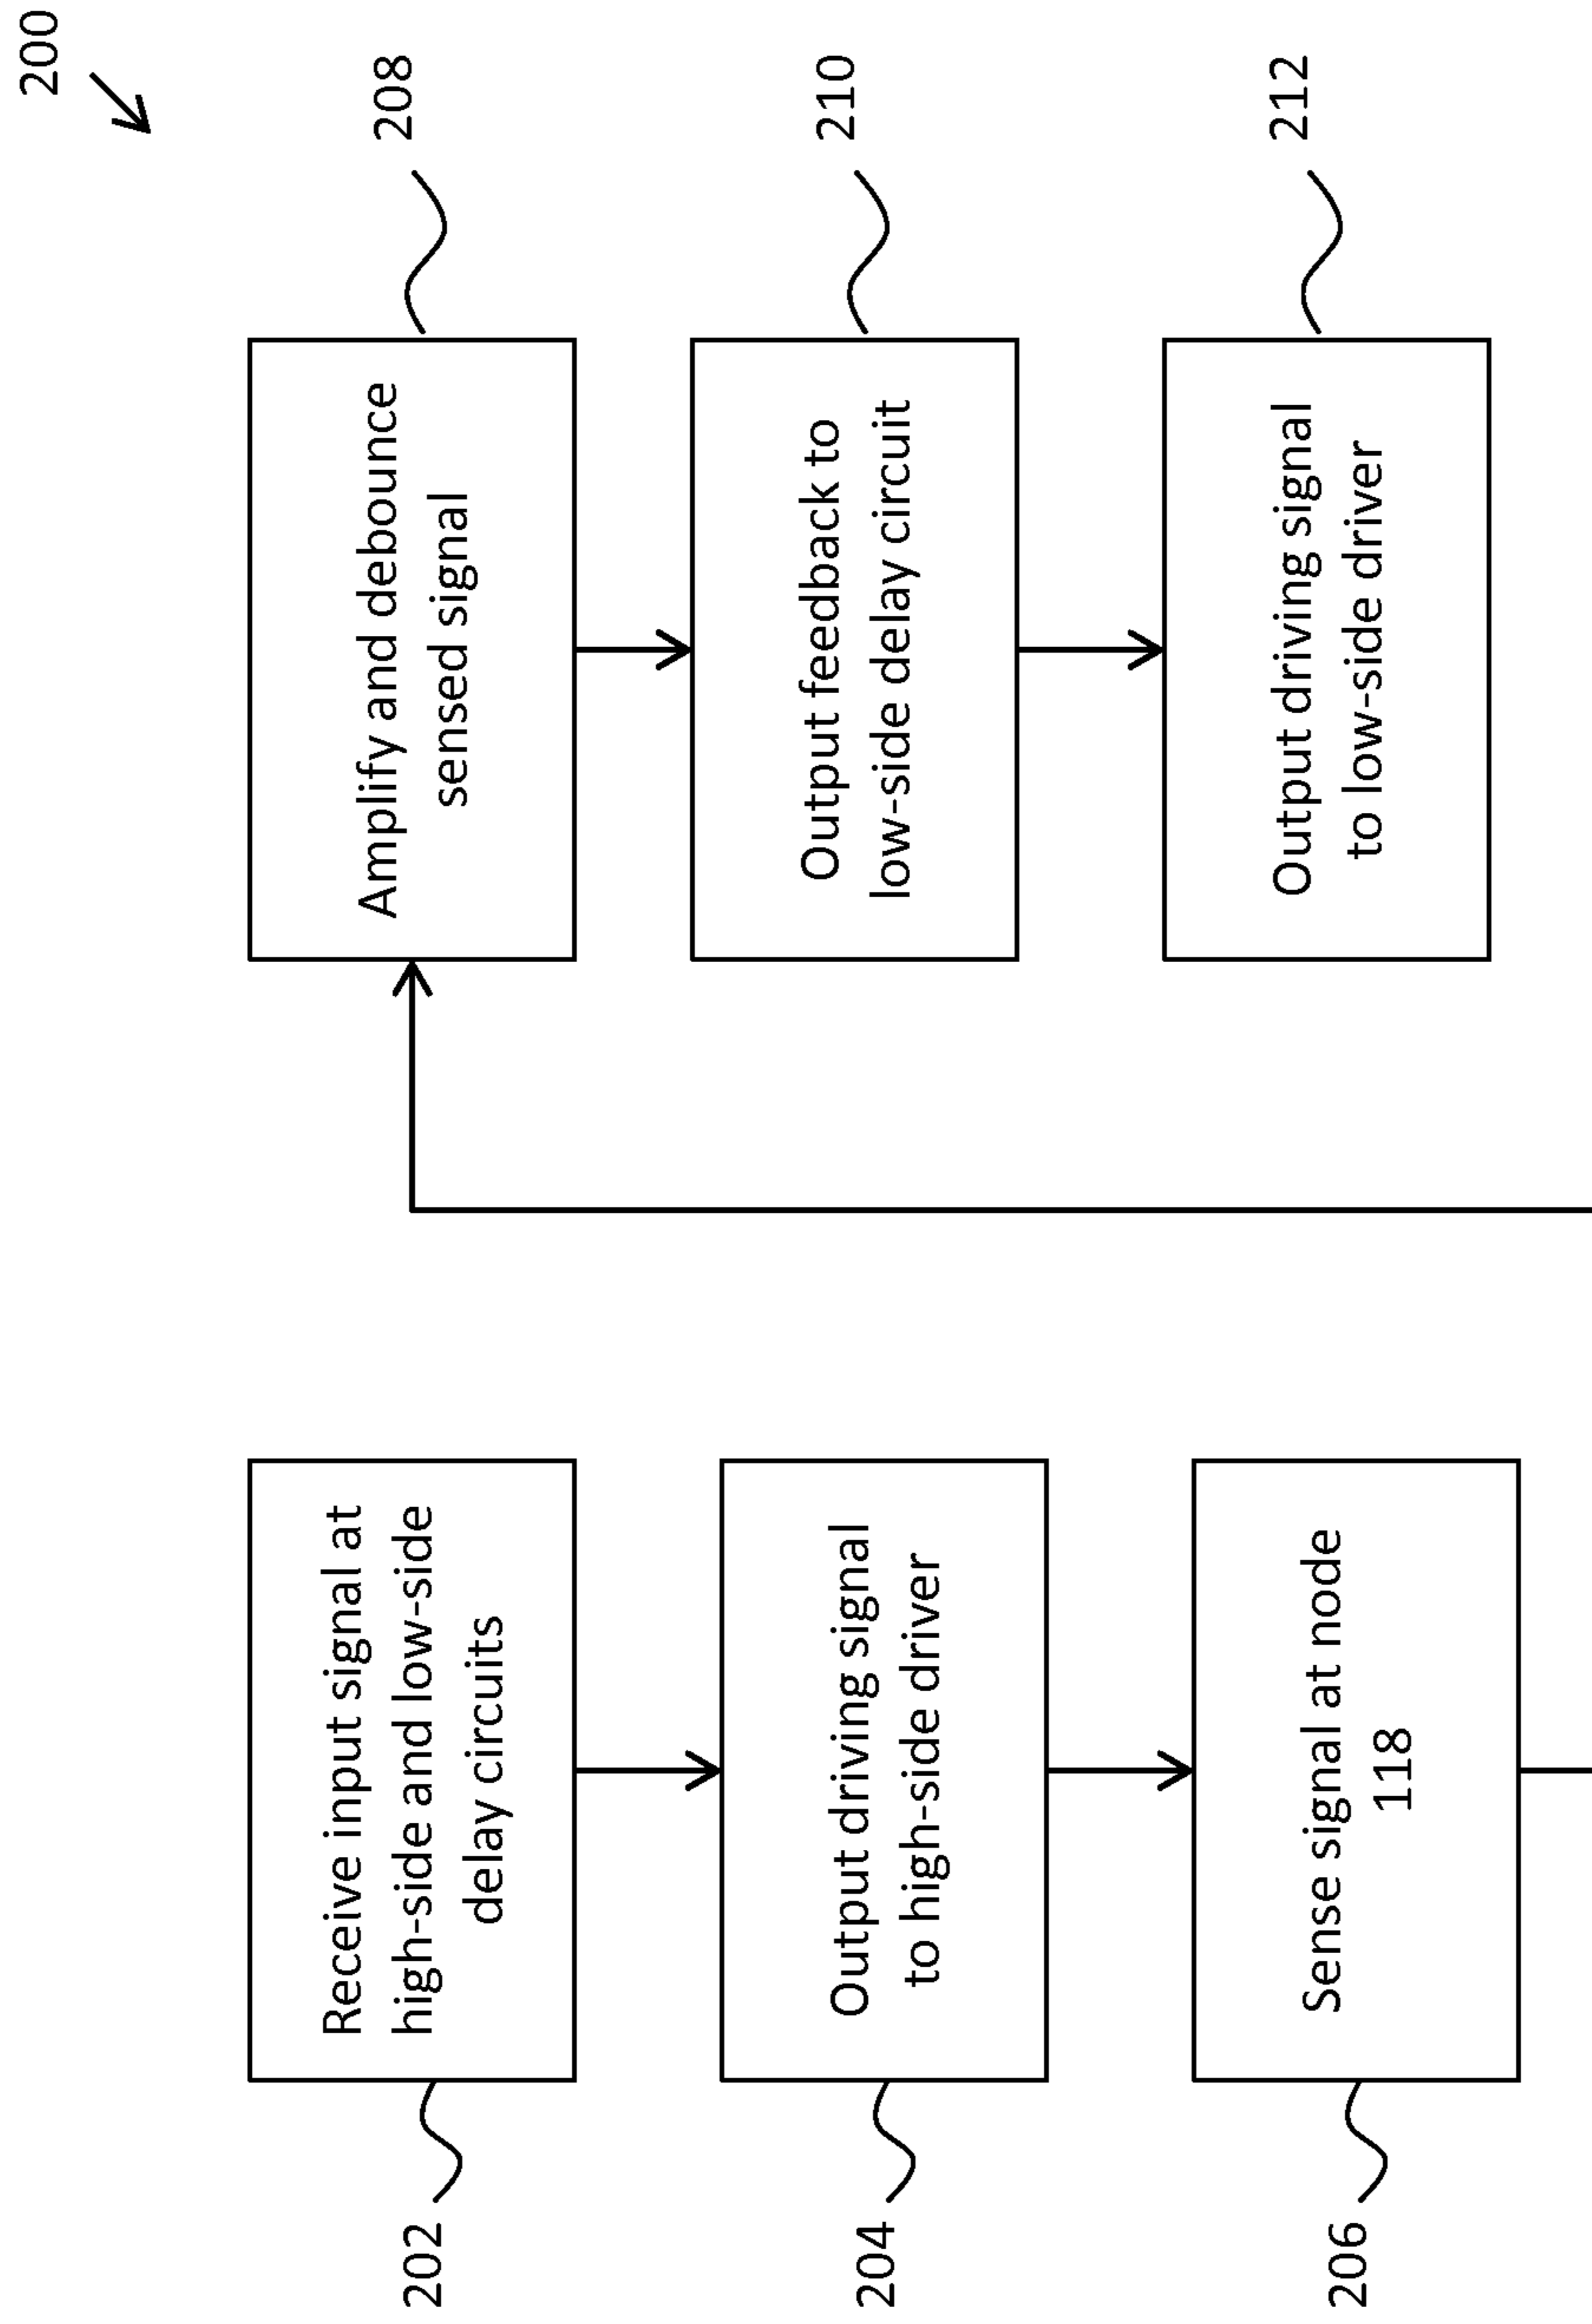 200
202
Receive input signal at
high-side and low-side
delay circuits
204
Output driving signal
to high-side driver
206
Sense signal at node
118
208
Amplify and debounce
sensed signal
210
Output feedback to
low-side delay circuit
212
Output driving signal
to low-side driver